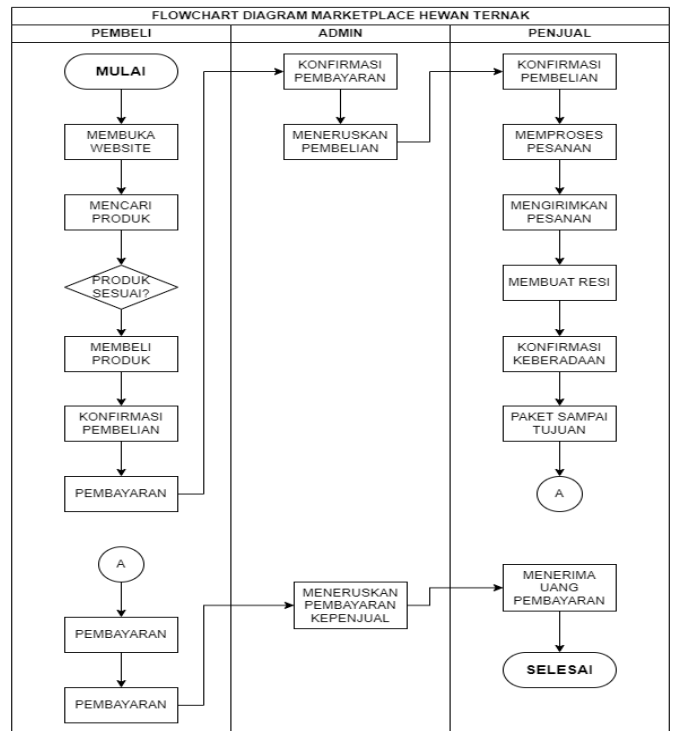 FLOWCHART DIAGRAM MARKETPLACE HEWAN TERNAK
PEMBELI
ADMIN
PENJUAL
MULAI
MEMBUKA
WEBSITE
MENCARI
PRODUK
PRODUK
SESUAI?
MEMBELI
PRODUK
KONFIRMASI
PEMBELIAN
PEMBAYARAN
KONFIRMASI
PEMBAYARAN
MENERUSKAN
PEMBELIAN
KONFIRMASI
PEMBELIAN
MEMPROSES
PESANAN
MENGIRIMKAN
PESANAN
MEMBUAT RESI
KONFIRMASI
KEBERADAAN
PAKET SAMPAI
TUJUAN
A
A
PEMBAYARAN
PEMBAYARAN
MENERUSKAN
PEMBAYARAN
KEPENJUAL
MENERIMA
UANG
PEMBAYARAN
SELESAI